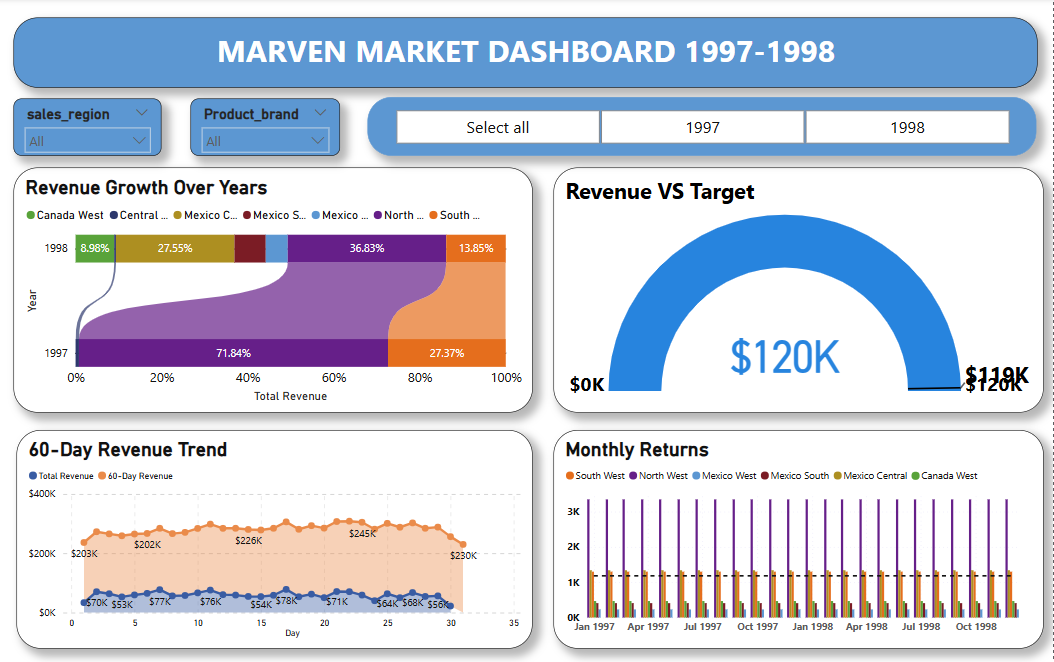 MARVEN MARKET DASHBOARD 1997-1998
sales_region
All
Product_brand
All
Select all
1997
1998
Revenue Growth Over Years
Canada West Central ... Mexico C... Mexico S... Mexico ... North ... South ...
1998
8.98% 27.55% 36.83% 13.85%
Year
1997
71.84% 27.37%
0% 20% 40% 60% 80% 100%
Total Revenue
Revenue VS Target
$120K
$0K
$119K
$120K
60-Day Revenue Trend
Total Revenue 60-Day Revenue
$400K
$200K
$0K
$203K $202K $226K $245K $230K
$70K $53K $77K $76K $54K $78K $71K $64K $68K $56K
0 5 10 15 20 25 30 35
Day
Monthly Returns
South West North West Mexico West Mexico South Mexico Central Canada West
3K
2K
1K
0K
Jan 1997 Apr 1997 Jul 1997 Oct 1997 Jan 1998 Apr 1998 Jul 1998 Oct 1998